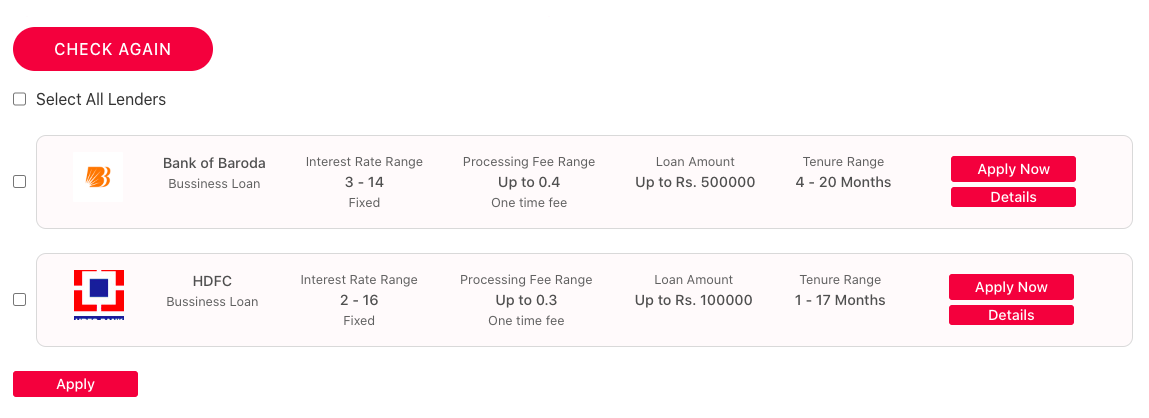 CHECK AGAIN
Select All Lenders
Bank of Baroda
Bussiness Loan
Interest Rate Range
3 - 14
Fixed
Processing Fee Range
Up to 0.4
One time fee
Loan Amount
Up to Rs. 500000
Tenure Range
4 - 20 Months
Apply Now
Details
HDFC
Bussiness Loan
Interest Rate Range
2 - 16
Fixed
Processing Fee Range
Up to 0.3
One time fee
Loan Amount
Up to Rs. 100000
Tenure Range
1 - 17 Months
Apply Now
Details
Apply